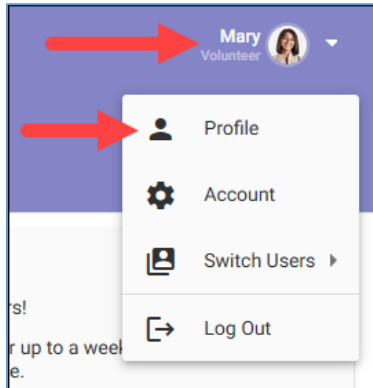 Mary
Volunteer
Profile
Account
Switch Users
Log Out
rs!
r up to a week
e.